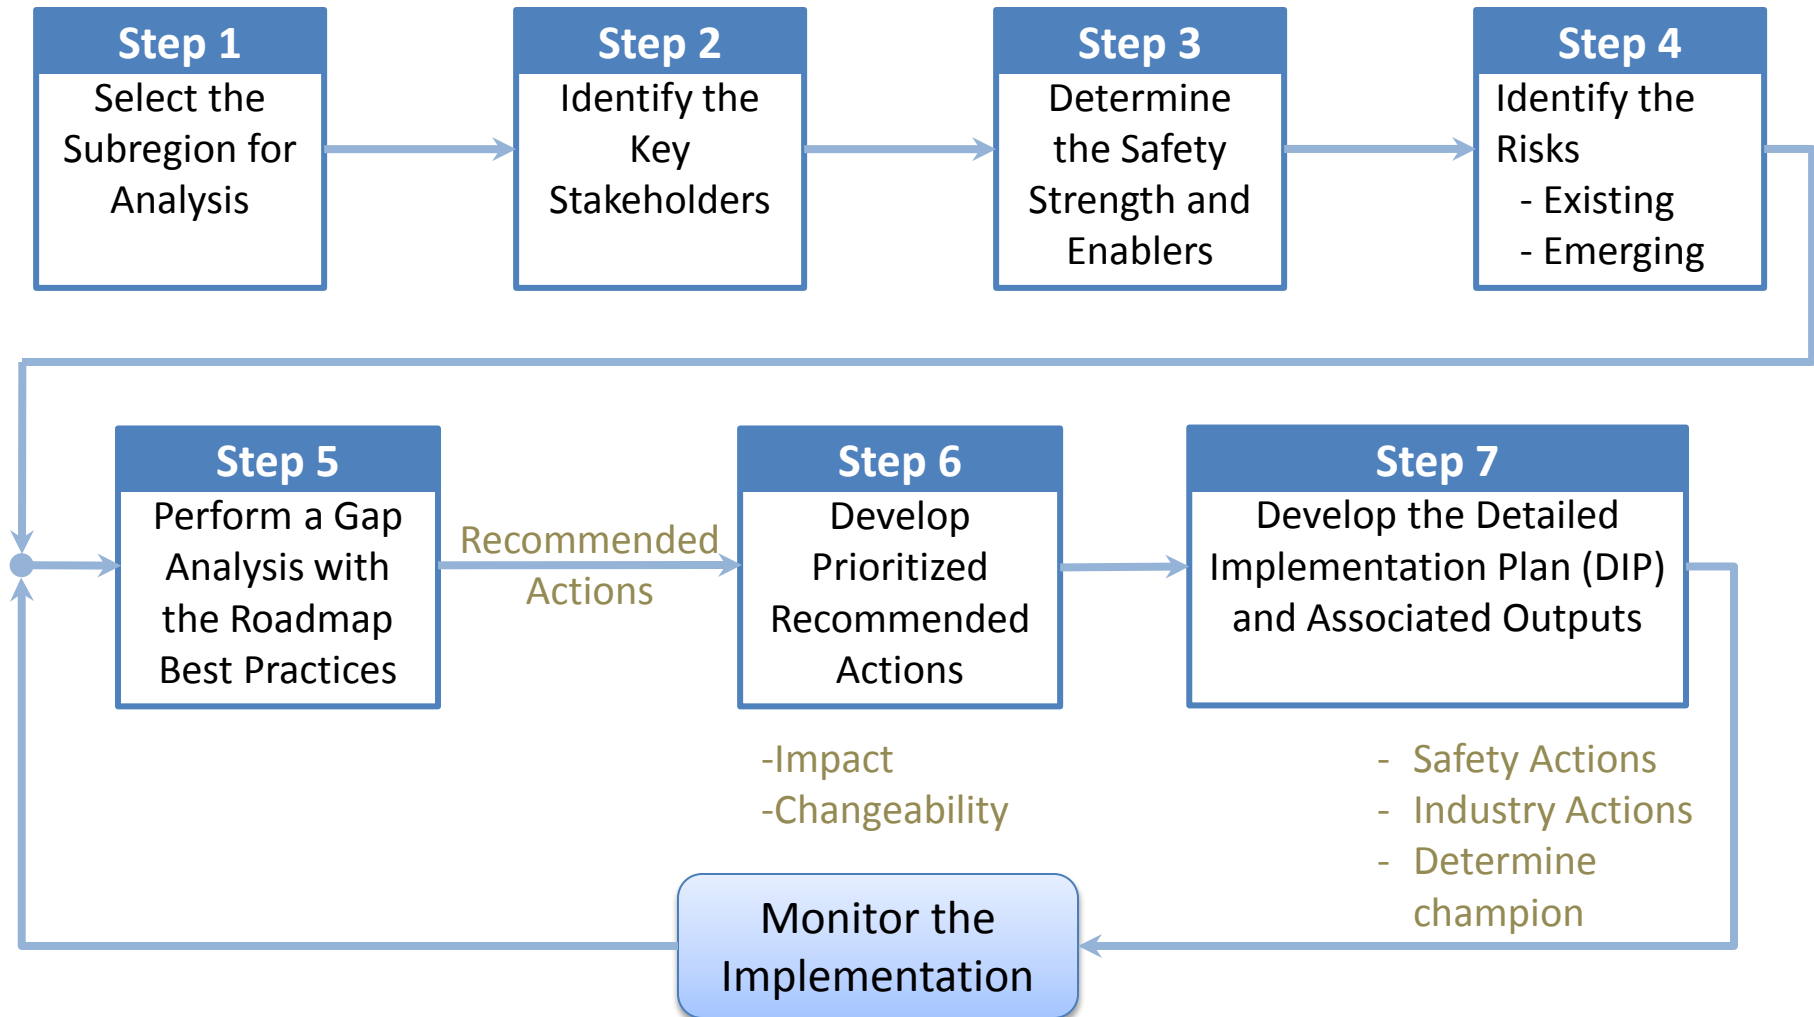 Step 1
Select the
Subregion for
Analysis
Step 2
Identify the
Key
Stakeholders
Step 3
Determine
the Safety
Strength and
Enablers
Step 4
Identify the
Risks
- Existing
- Emerging
Step 5
Perform a Gap
Analysis with
the Roadmap
Best Practices
Recommended
Actions
Step 6
Develop
Prioritized
Recommended
Actions
-Impact
-Changeability
Step 7
Develop the Detailed
Implementation Plan (DIP)
and Associated Outputs
- Safety Actions
- Industry Actions
- Determine
champion
Monitor the
Implementation